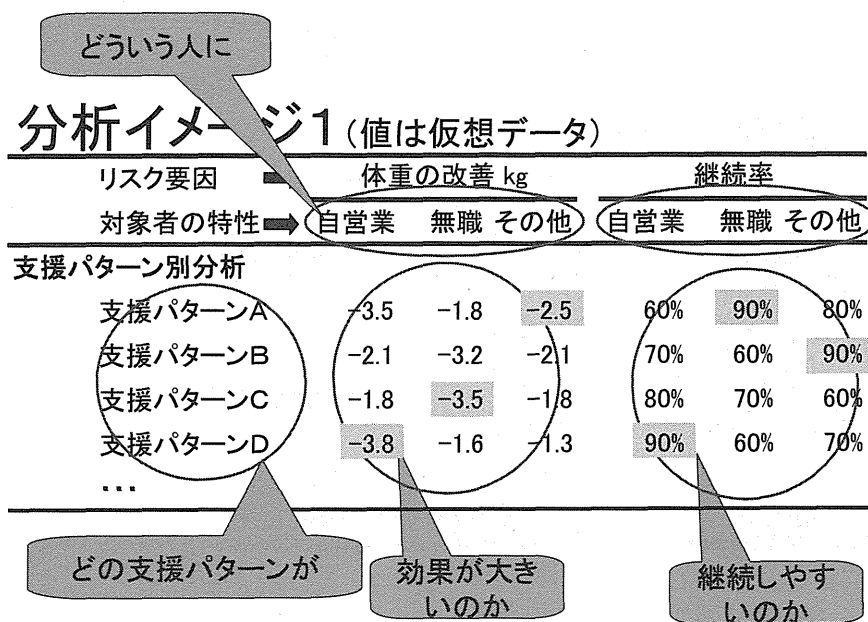 どういう人に
分析イメージ1(値は仮想データ)
リスク要因 体重の改善 kg 継続率
対象者の特性 自営業 無職 その他 自営業 無職 その他
支援パターン別分析
支援パターンA -3.5 -1.8 -2.5 60% 90% 80%
支援パターンB -2.1 -3.2 -2.1 70% 60% 90%
支援パターンC -1.8 -3.5 -1.8 80% 70% 60%
支援パターンD -3.8 -1.6 -1.3 90% 60% 70%
...
どの支援パターンが
効果が大き
いのか
継続しやす
いのか